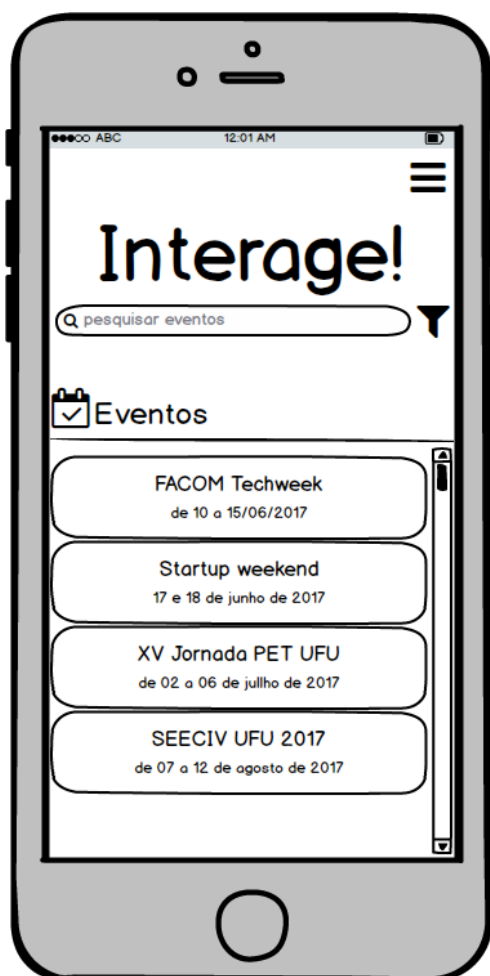 ABC 12:01 AM
Interage!
pesquisar eventos
Eventos
FACOM Techweek
de 10 a 15/06/2017
Startup weekend
17 e 18 de junho de 2017
XV Jornada PET UFU
de 02 a 06 de jullho de 2017
SEECIV UFU 2017
de 07 a 12 de agosto de 2017